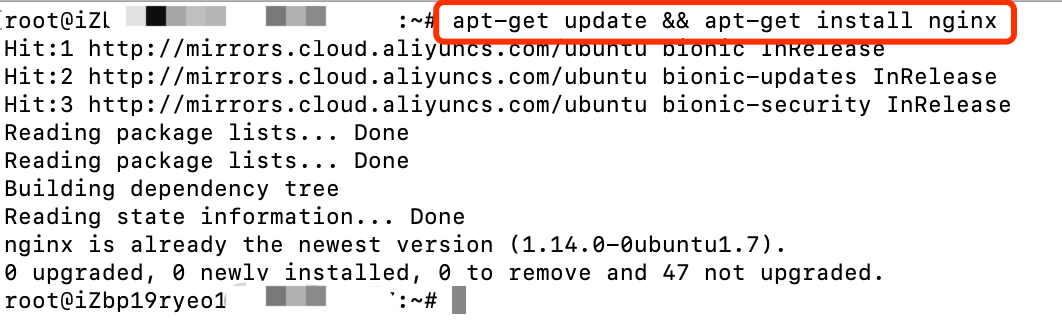 root@iZl :~# apt-get update && apt-get install nginx
Hit:1 http://mirrors.cloud.aliyuncs.com/ubuntu bionic InRelease
Hit:2 http://mirrors.cloud.aliyuncs.com/ubuntu bionic-updates InRelease
Hit:3 http://mirrors.cloud.aliyuncs.com/ubuntu bionic-security InRelease
Reading package lists... Done
Reading package lists... Done
Building dependency tree
Reading state information... Done
nginx is already the newest version (1.14.0-0ubuntu1.7).
0 upgraded, 0 newly installed, 0 to remove and 47 not upgraded.
root@iZbp19ryeo1 :~#